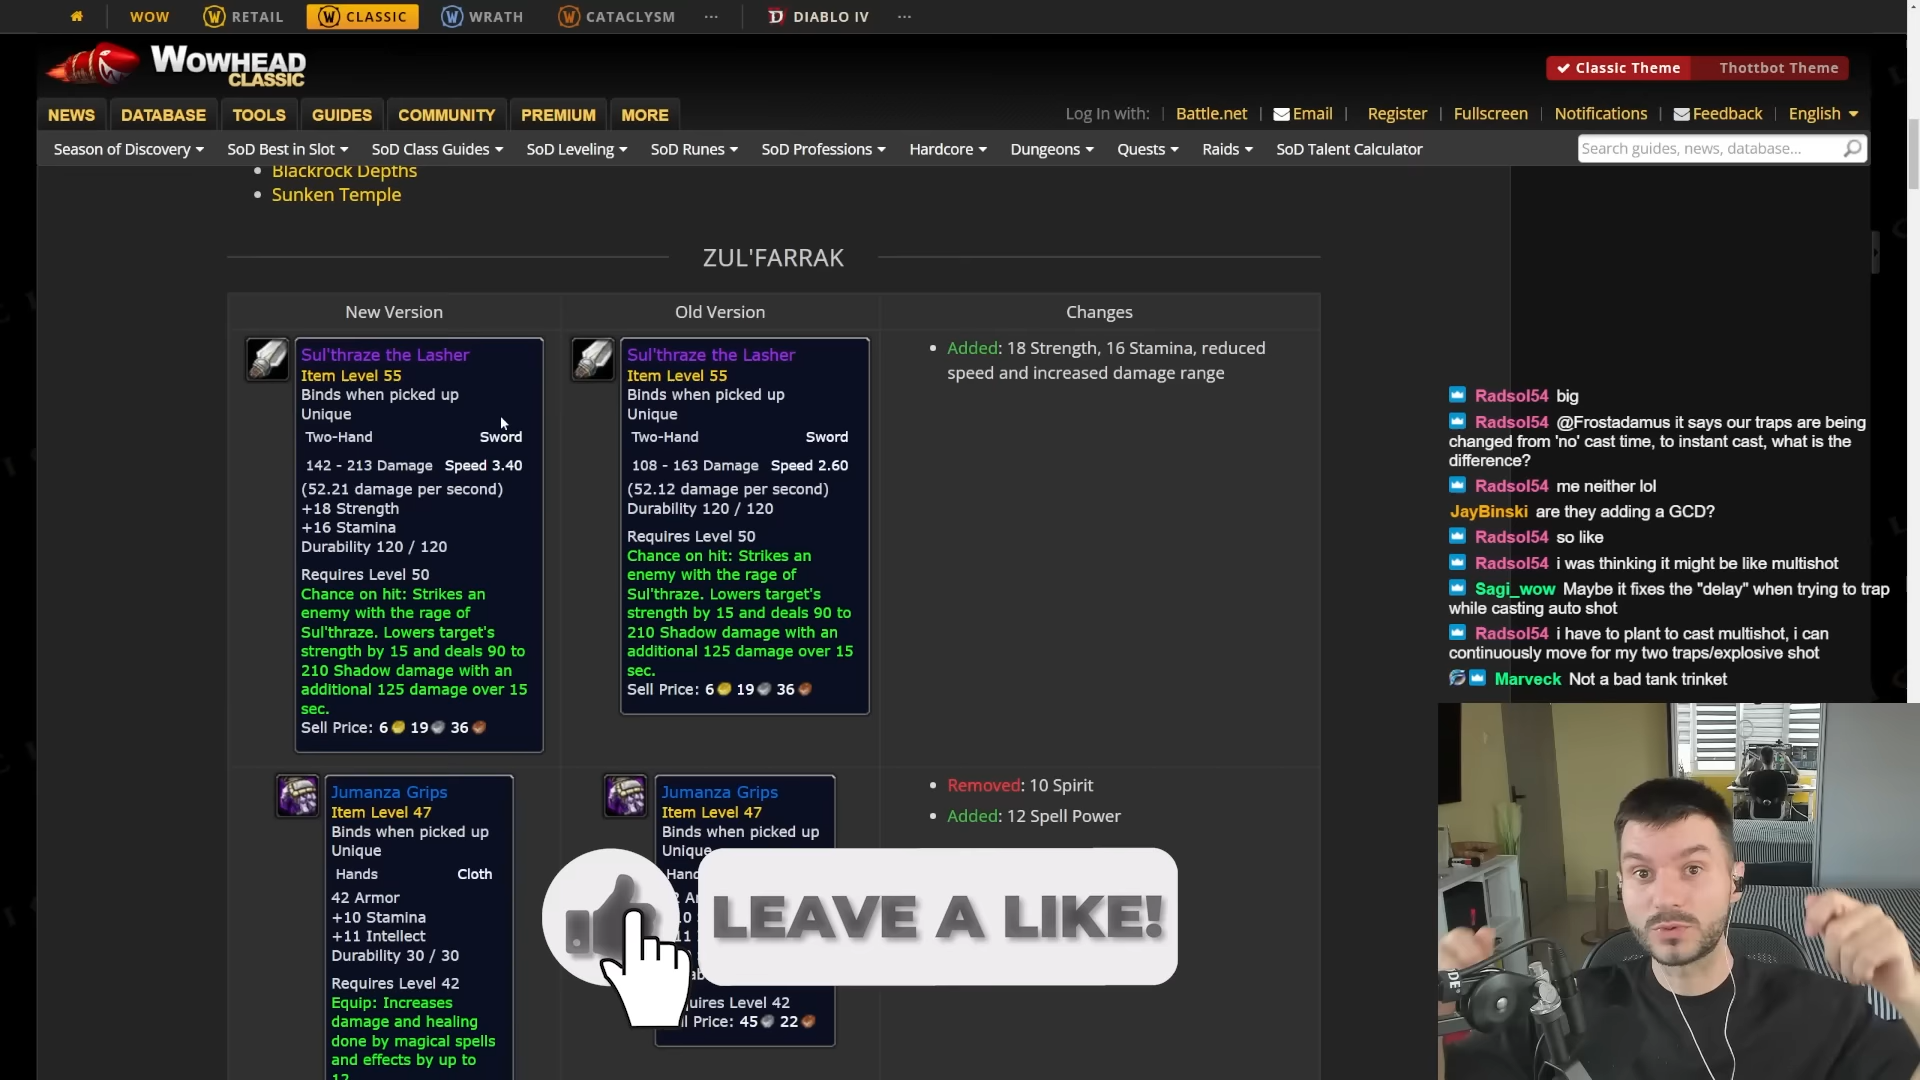 WOW
RETAIL
CLASSIC
WRATH
CATACLYSM
DIABLO IV
WOWHEAD
CLASSIC
Classic Theme
Thottbot Theme
NEWS
DATABASE
TOOLS
GUIDES
COMMUNITY
PREMIUM
MORE
Log In with:
Battle.net
Email
Register
Fullscreen
Notifications
Feedback
English
Season of Discovery
SoD Best in Slot
SoD Class Guides
SoD Leveling
SoD Runes
SoD Professions
Hardcore
Dungeons
Quests
Raids
SoD Talent Calculator
Search guides, news, database...
Blackrock Depths
Sunken Temple
ZUL'FARRAK
New Version
Old Version
Changes
Sul'thraze the Lasher
Item Level 55
Binds when picked up
Unique
Two-Hand Sword
142 - 213 Damage Speed 3.40
(52.21 damage per second)
+18 Strength
+16 Stamina
Durability 120 / 120
Requires Level 50
Chance on hit: Strikes an
enemy with the rage of
Sul'thraze. Lowers target's
strength by 15 and deals 90 to
210 Shadow damage with an
additional 125 damage over 15
sec.
Sell Price: 6 19 36
Sul'thraze the Lasher
Item Level 55
Binds when picked up
Unique
Two-Hand Sword
108 - 163 Damage Speed 2.60
(52.12 damage per second)
Durability 120 / 120
Requires Level 50
Chance on hit: Strikes an
enemy with the rage of
Sul'thraze. Lowers target's
strength by 15 and deals 90 to
210 Shadow damage with an
additional 125 damage over 15
sec.
Sell Price: 6 19 36
Added: 18 Strength, 16 Stamina, reduced
speed and increased damage range
Jumanza Grips
Item Level 47
Binds when picked up
Unique
Hands Cloth
42 Armor
+10 Stamina
+11 Intellect
Durability 30 / 30
Requires Level 42
Equip: Increases
damage and healing
done by magical spells
and effects by up to
12.
Jumanza Grips
Item Level 47
Binds when picked up
Unique
Level 42
Price: 45 22
Removed: 10 Spirit
Added: 12 Spell Power
LEAVE A LIKE!
Radsol54 big
Radsol54 @Frostadamus it says our traps are being
changed from 'no' cast time, to instant cast, what is the
difference?
Radsol54 me neither lol
JayBinski are they adding a GCD?
Radsol54 so like
Radsol54 i was thinking it might be like multishot
Sagi_wow Maybe it fixes the "delay" when trying to trap
while casting auto shot
Radsol54 i have to plant to cast multishot, i can
continuously move for my two traps/explosive shot
Marveck Not a bad tank trinket